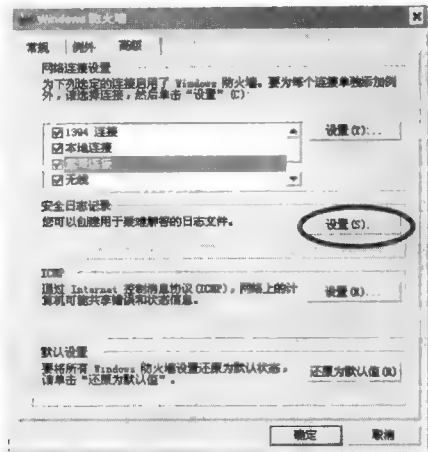 Windows 防火墙
常规 例外 高级
网络连接设置
为下列选定的连接启用了 Windows 防火墙。要为每个连接单独添加例
外，请选择连接，然后单击“设置”(C):
1394 连接
设置(T)...
本地连接
宽带连接
无线
安全日志记录
您可以创建用于疑难解答的日志文件。
设置(S)...
ICMP
通过 Internet 控制消息协议(ICMP)，网络上的计
算机可能共享错误和状态信息。
设置(E)...
默认设置
要将所有 Windows 防火墙设置还原为默认状态，
请单击“还原为默认值”。
还原为默认值(D)
确定 取消